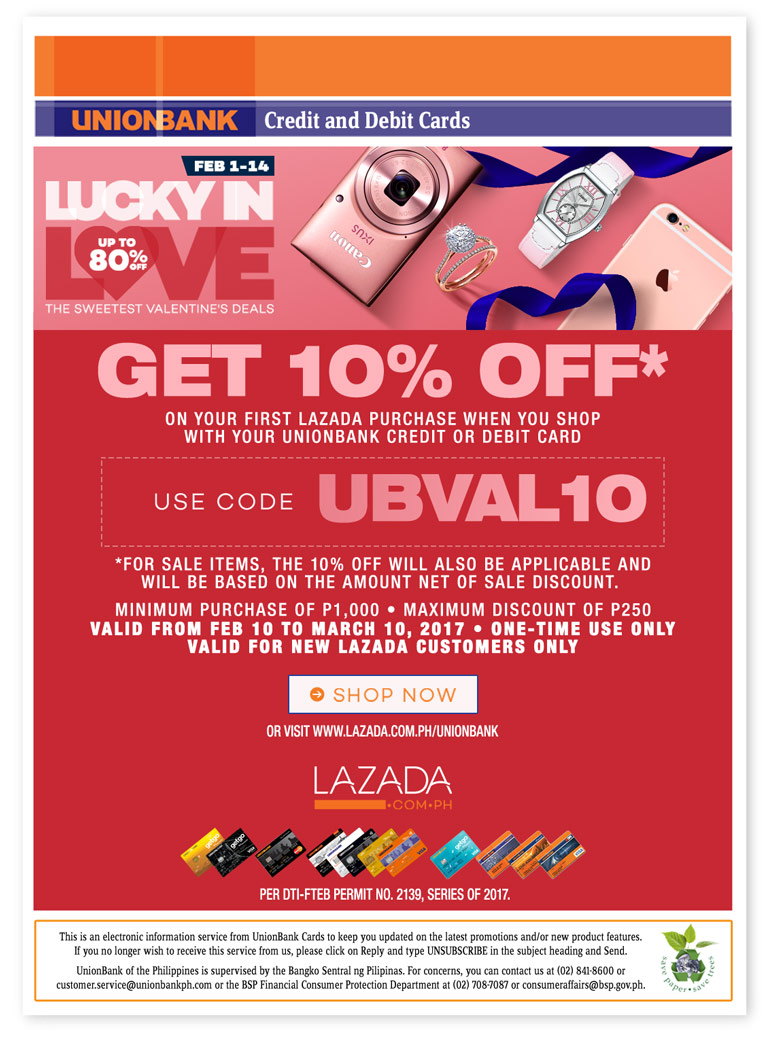 UNIONBANK Credit and Debit Cards
FEB 1-14
LUCKY IN
LOVE
UP TO
80% OFF
THE SWEETEST VALENTINE'S DEALS
Canon
IXUS
GET 10% OFF*
ON YOUR FIRST LAZADA PURCHASE WHEN YOU SHOP
WITH YOUR UNIONBANK CREDIT OR DEBIT CARD
USE CODE UBVAL10
*FOR SALE ITEMS, THE 10% OFF WILL ALSO BE APPLICABLE AND
WILL BE BASED ON THE AMOUNT NET OF SALE DISCOUNT.
MINIMUM PURCHASE OF P1,000 • MAXIMUM DISCOUNT OF P250
VALID FROM FEB 10 TO MARCH 10, 2017 • ONE-TIME USE ONLY
VALID FOR NEW LAZADA CUSTOMERS ONLY
SHOP NOW
OR VISIT WWW.LAZADA.COM.PH/UNIONBANK
LAZADA
•COM•PH
getgo
getgo
getgo
VISA
PER DTI-FTEB PERMIT NO. 2139, SERIES OF 2017.
This is an electronic information service from UnionBank Cards to keep you updated on the latest promotions and/or new product features.
If you no longer wish to receive this service from us, please click on Reply and type UNSUBSCRIBE in the subject heading and Send.
UnionBank of the Philippines is supervised by the Bangko Sentral ng Pilipinas. For concerns, you can contact us at (02) 841-8600 or
customer.service@unionbankph.com or the BSP Financial Consumer Protection Department at (02) 708-7087 or consumeraffairs@bsp.gov.ph.
save paper • save trees